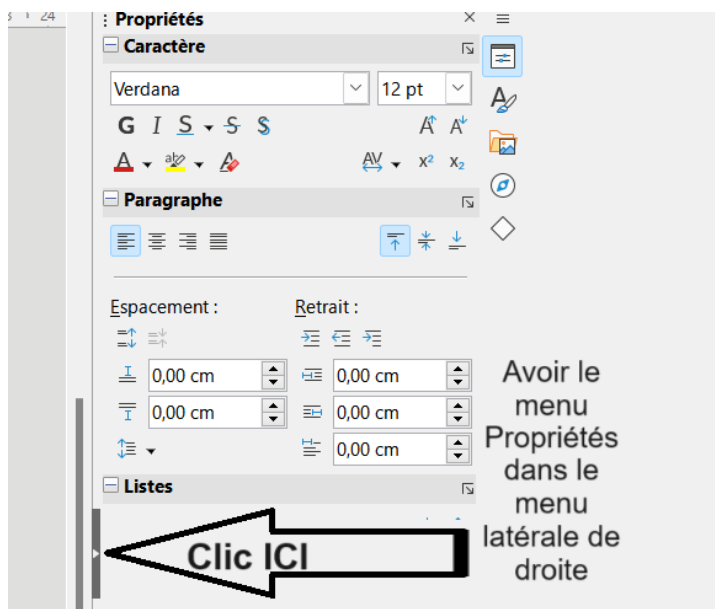 24
: Propriétés
Caractère
Verdana 12 pt
G I S S S A A
A ab A AV x² x₂
Paragraphe
Espacement : Retrait :
0,00 cm 0,00 cm
0,00 cm 0,00 cm
0,00 cm
Listes
Clic ICI
Avoir le
menu
Propriétés
dans le
menu
latérale de
droite